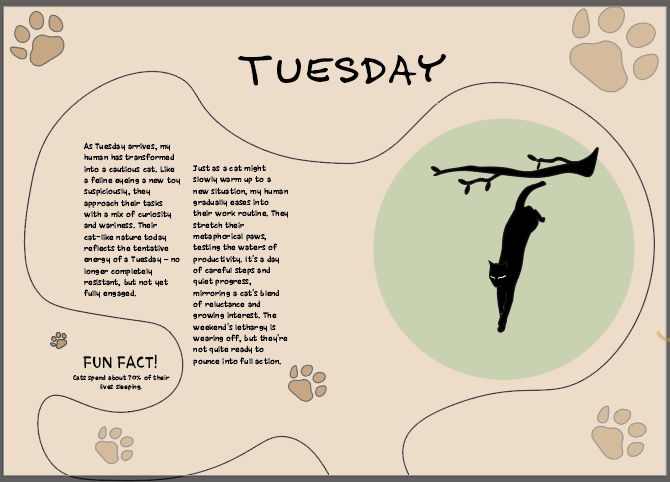 TUESDAY
As Tuesday arrives, my
human has transformed
into a cautious cat. Like
a feline eyeing a new toy
suspiciously, they
approach their tasks
with a mix of curiosity
and wariness. Their
cat-like nature today
reflects the tentative
energy of a Tuesday – no
longer completely
resistant, but not yet
fully engaged.
Just as a cat might
slowly warm up to a
new situation, my human
gradually eases into
their work routine. They
stretch their
metaphorical paws,
testing the waters of
productivity. It's a day
of careful steps and
quiet progress,
mirroring a cat's blend
of reluctance and
growing interest. The
weekend's lethargy is
wearing off, but they're
not quite ready to
pounce into full action.
FUN FACT!
Cats spend about 70% of their
lives sleeping.